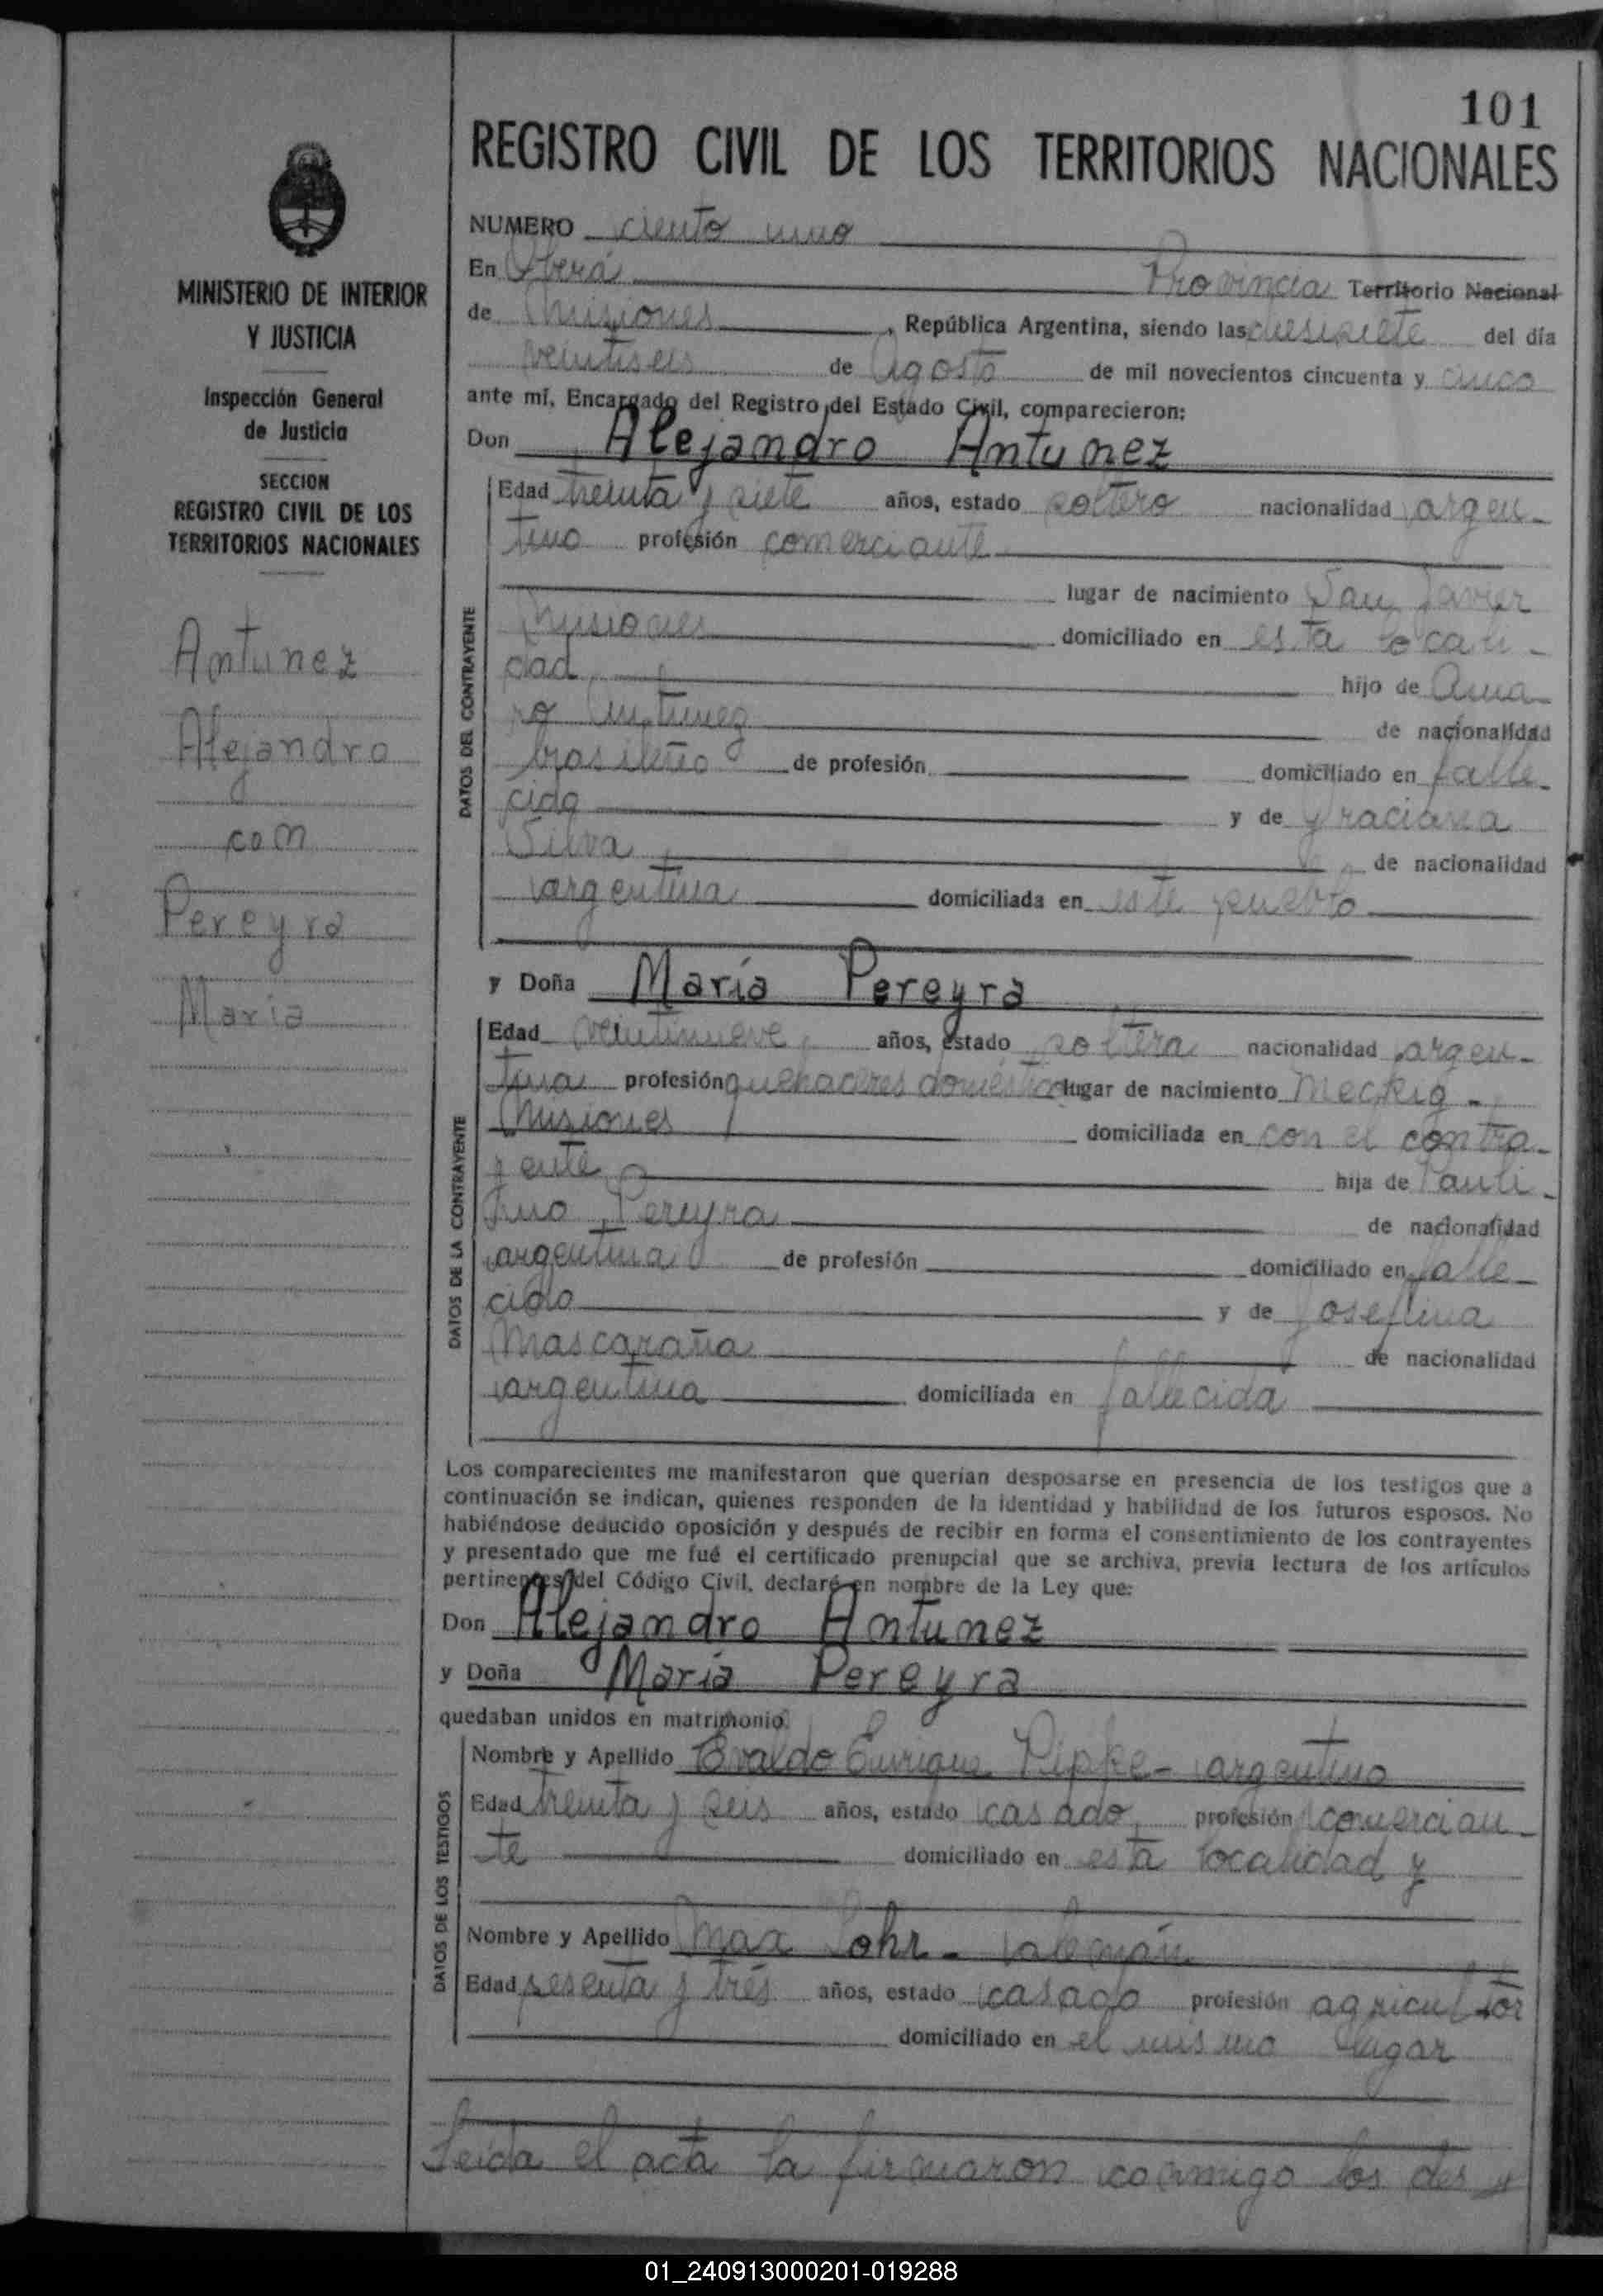 101
REGISTRO CIVIL DE LOS TERRITORIOS NACIONALES
MINISTERIO DE INTERIOR
Y JUSTICIA
Inspección General
de Justicia
SECCION
REGISTRO CIVIL DE LOS
TERRITORIOS NACIONALES
Antunez
Alejandro
con
Pereyra
Maria
NUMERO ciento uno
En Oberá Provincia Territorio Nacional
de Misiones, República Argentina, siendo las diesisiete del día
veintiseis de Agosto de mil novecientos cincuenta y cinco
ante mí, Encargado del Registro del Estado Civil, comparecieron:
Don Alejandro Antunez
DATOS DEL CONTRAYENTE
Edad treinta y siete años, estado soltero nacionalidad argen-
tino profesión comerciante
lugar de nacimiento San Javier
Misiones domiciliado en esta locali-
dad hijo de Ama
ro Antunez de nacionalidad
brasileño de profesión domiciliado en falle-
cido y de Graciana
Silva de nacionalidad
argentina domiciliada en este pueblo
y Doña María Pereyra
DATOS DE LA CONTRAYENTE
Edad veintinueve, años, estado soltera nacionalidad argen-
tina profesión quehaceres domésticos lugar de nacimiento Meckig -
Misiones domiciliada en con el contra-
yente hija de Pauli-
tino Pereyra de nacionalidad
argentina de profesión domiciliado en falle-
cido y de Josefina
Mascaraña de nacionalidad
argentina domiciliada en fallecida
Los comparecientes me manifestaron que querían desposarse en presencia de los testigos que a
continuación se indican, quienes responden de la identidad y habilidad de los futuros esposos. No
habiéndose deducido oposición y después de recibir en forma el consentimiento de los contrayentes
y presentado que me fué el certificado prenupcial que se archiva, previa lectura de los artículos
pertinentes del Código Civil, declaré en nombre de la Ley que:
Don Alejandro Antunez
y Doña María Pereyra
quedaban unidos en matrimonio.
DATOS DE LOS TESTIGOS
Nombre y Apellido Evaldo Enrique Pipke - argentino
Edad treinta y seis años, estado casado, profesión comercian-
te domiciliado en esta localidad y
Nombre y Apellido Max Lohr - alemán
Edad sesenta y trés años, estado casado profesión agricultor
domiciliado en el mismo lugar
Leída el acta la firmaron conmigo los des
01_240913000201-019288